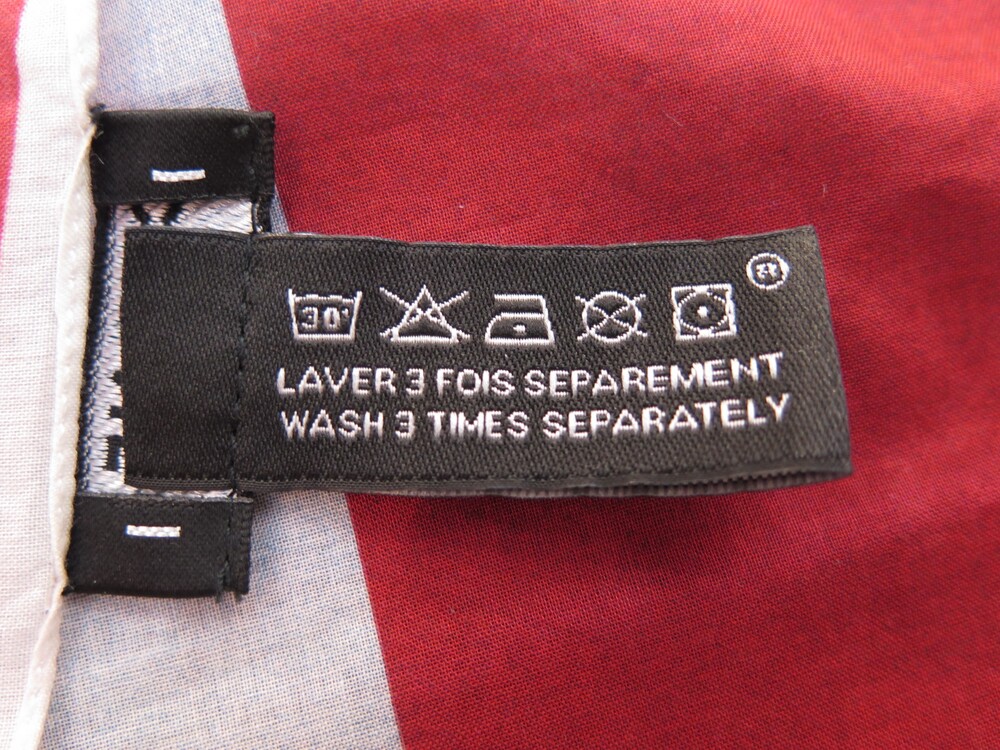 30°
LAVER 3 FOIS SEPAREMENT
WASH 3 TIMES SEPARATELY